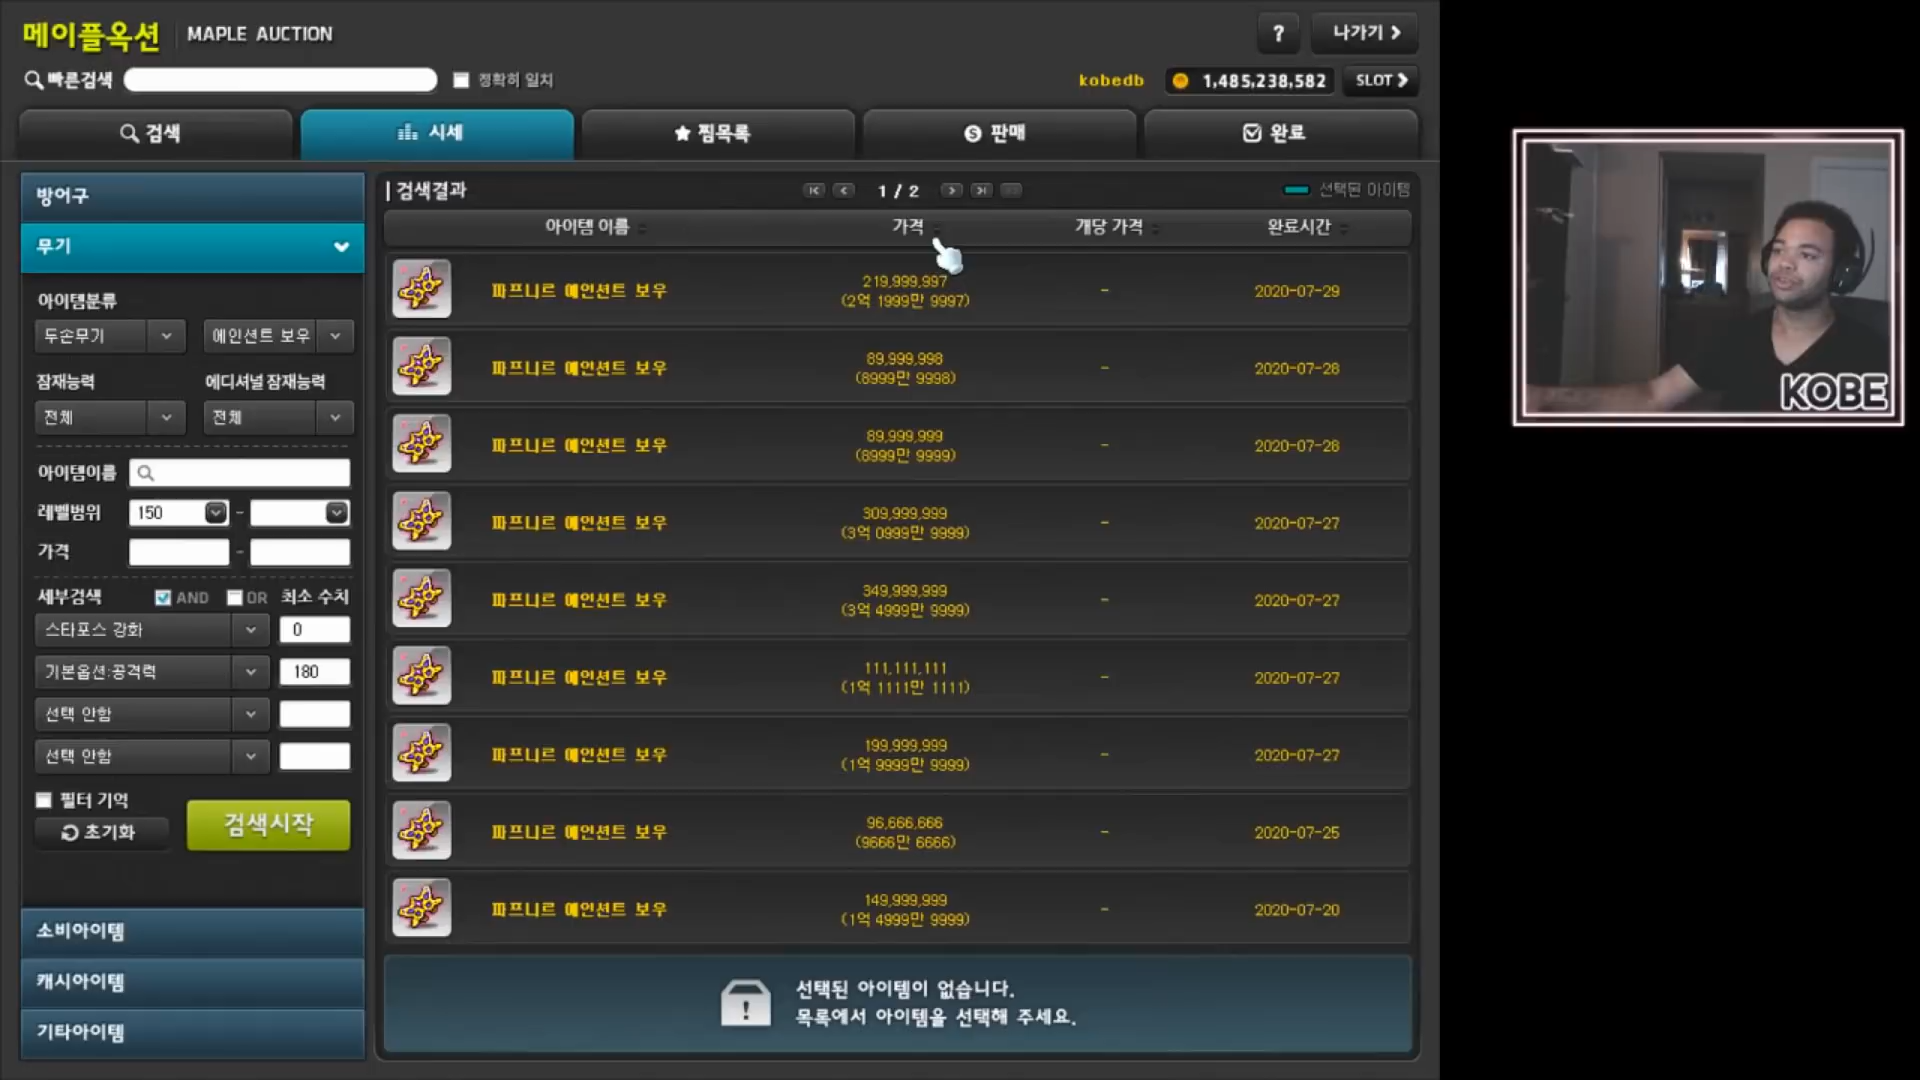 메이플옥션 MAPLE AUCTION
? 나가기
빠른검색 정확히 일치
kobedb 1,485,238,582 SLOT
검색 시세 찜목록 판매 완료
방어구
무기
아이템분류
두손무기 에인션트 보우
잠재능력 에디셔널 잠재능력
전체 전체
아이템이름
레벨범위 150 -
가격 -
세부검색 AND OR 최소 수치
스타포스 강화 0
기본옵션:공격력 180
선택 안함
선택 안함
필터 기억
초기화 검색시작
소비아이템
캐시아이템
기타아이템
검색결과 1 / 2 선택된 아이템
아이템 이름 가격 개당 가격 완료시간
파프니르 에인션트 보우 219,999,997 (2억 1999만 9997) - 2020-07-29
파프니르 에인션트 보우 89,999,998 (8999만 9998) - 2020-07-28
파프니르 에인션트 보우 89,999,999 (8999만 9999) - 2020-07-28
파프니르 에인션트 보우 309,999,999 (3억 0999만 9999) - 2020-07-27
파프니르 에인션트 보우 349,999,999 (3억 4999만 9999) - 2020-07-27
파프니르 에인션트 보우 111,111,111 (1억 1111만 1111) - 2020-07-27
파프니르 에인션트 보우 199,999,999 (1억 9999만 9999) - 2020-07-27
파프니르 에인션트 보우 96,666,666 (9666만 6666) - 2020-07-25
파프니르 에인션트 보우 149,999,999 (1억 4999만 9999) - 2020-07-20
선택된 아이템이 없습니다.
목록에서 아이템을 선택해 주세요.
KOBE